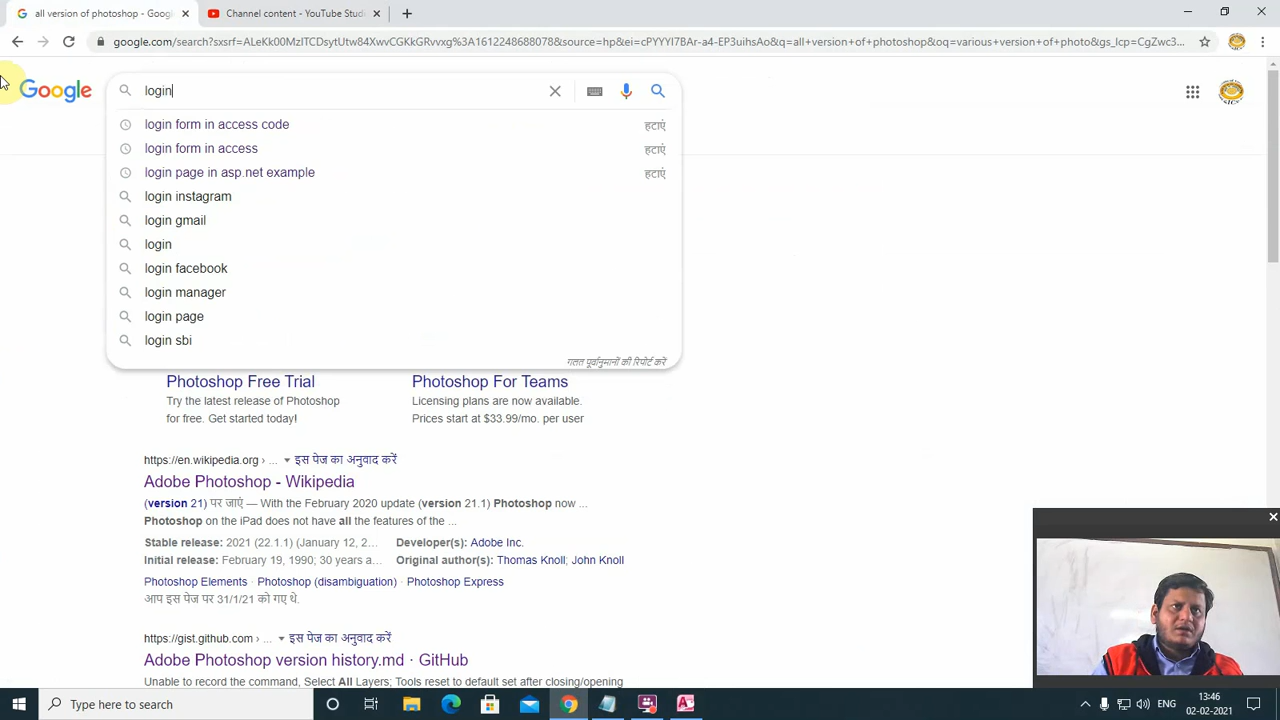 all version of photoshop - Goog
Channel content - YouTube Studi
google.com/search?sxsrf=ALeKk00MzITCDsytUtw84XwvCGKkGRvvxg%3A1612248688078&source=hp&ei=cPYYYI7BAr-a4-EP3uihsAo&q=all+version+of+photoshop&oq=various+version+of+photo&gs_lcp=CgZwc3...
Google
login
login form in access code हटाएं
login form in access हटाएं
login page in asp.net example हटाएं
login instagram
login gmail
login
login facebook
login manager
login page
login sbi
गलत पूर्वानुमानों की रिपोर्ट करें
Photoshop Free Trial
Try the latest release of Photoshop
for free. Get started today!
Photoshop For Teams
Licensing plans are now available.
Prices start at $33.99/mo. per user
https://en.wikipedia.org › ... इस पेज का अनुवाद करें
Adobe Photoshop - Wikipedia
(version 21) पर जाएं — With the February 2020 update (version 21.1) Photoshop now ...
Photoshop on the iPad does not have all the features of the ...
Stable release: 2021 (22.1.1) (January 12, 2... Developer(s): Adobe Inc.
Initial release: February 19, 1990; 30 years a... Original author(s): Thomas Knoll; John Knoll
Photoshop Elements · Photoshop (disambiguation) · Photoshop Express
आप इस पेज पर 31/1/21 को गए थे.
https://gist.github.com › ... इस पेज का अनुवाद करें
Adobe Photoshop version history.md · GitHub
Unable to record the command, Select All Layers; Tools reset to default set after closing/opening
Type here to search
ENG
13:46
02-02-2021